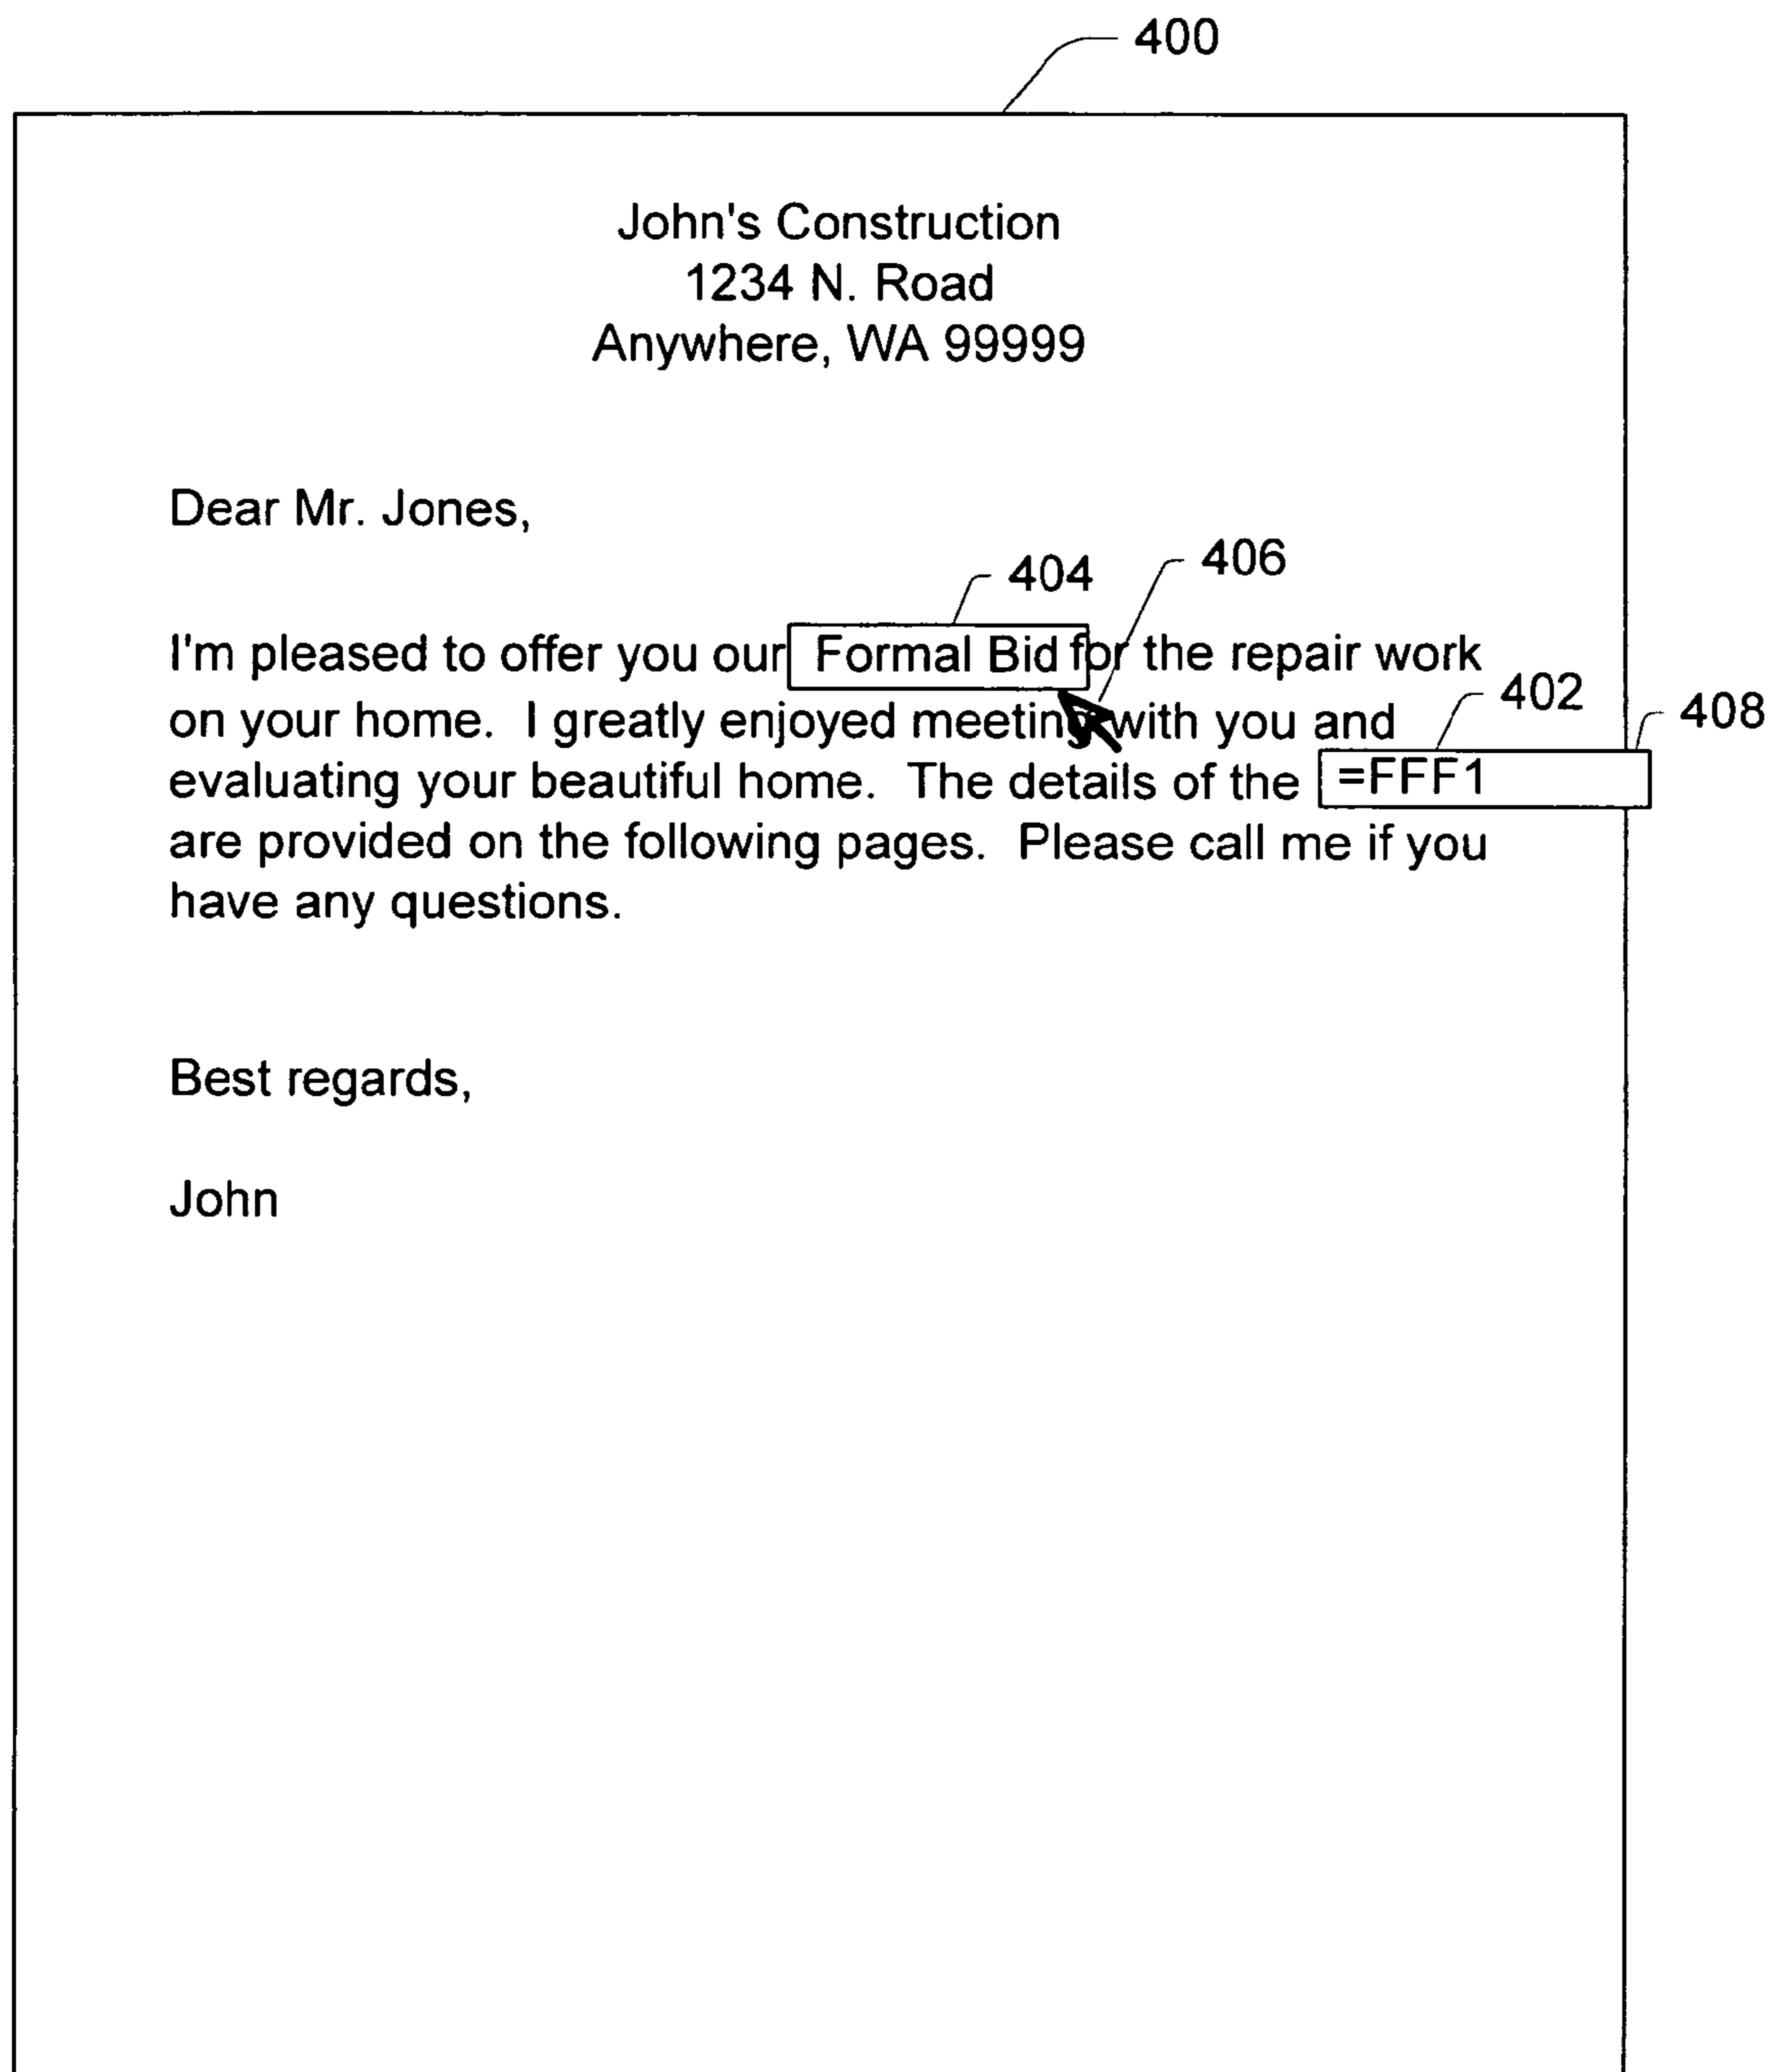 400
John's Construction
1234 N. Road
Anywhere, WA 99999
Dear Mr. Jones,
404 406
I'm pleased to offer you our Formal Bid for the repair work
402 408
on your home. I greatly enjoyed meeting with you and
evaluating your beautiful home. The details of the =FFF1
are provided on the following pages. Please call me if you
have any questions.
Best regards,
John